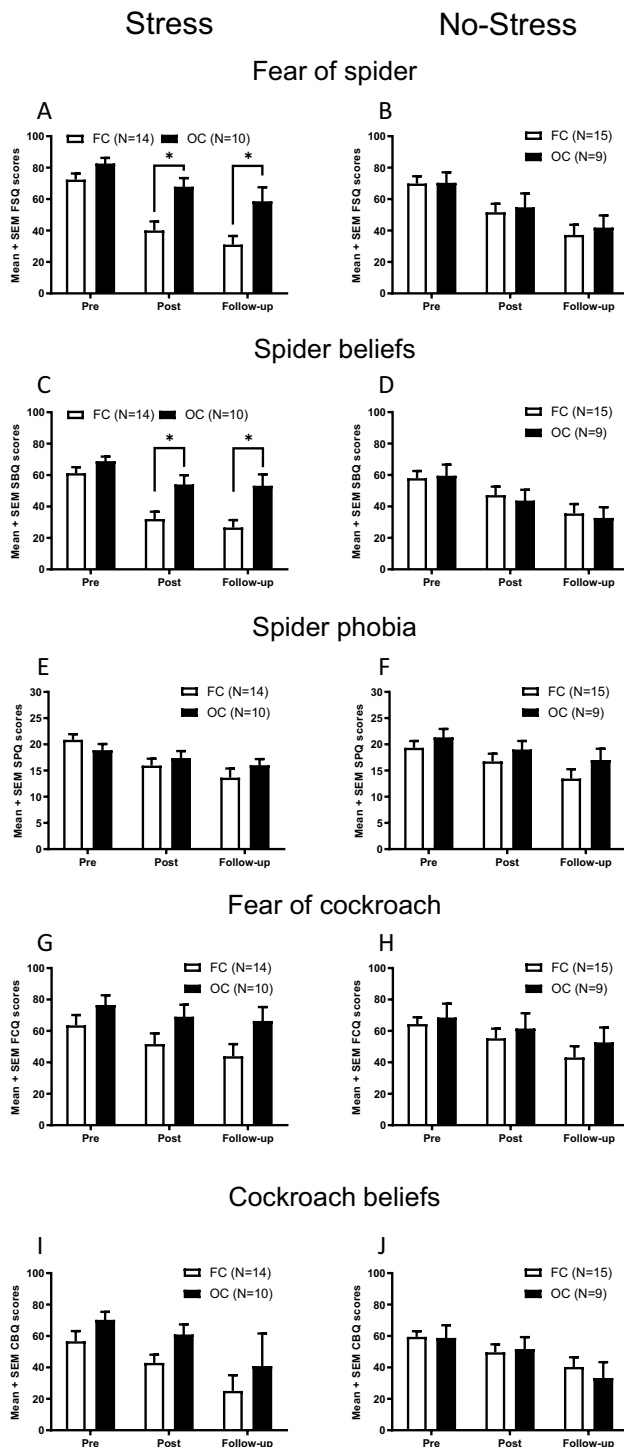 Stress No-Stress
Fear of spider
A
FC (N=14) OC (N=10)
*
*
Mean + SEM FSQ scores
100
80
60
40
20
0
Pre Post Follow-up
B
FC (N=15)
OC (N=9)
Mean + SEM FSQ scores
100
80
60
40
20
0
Pre Post Follow-up
Spider beliefs
C
FC (N=14) OC (N=10)
*
*
Mean + SEM SBQ scores
100
80
60
40
20
0
Pre Post Follow-up
D
FC (N=15)
OC (N=9)
Mean + SEM SBQ scores
100
80
60
40
20
0
Pre Post Follow-up
Spider phobia
E
FC (N=14)
OC (N=10)
Mean + SEM SPQ scores
30
25
20
15
10
5
0
Pre Post Follow-up
F
FC (N=15)
OC (N=9)
Mean + SEM SPQ scores
30
25
20
15
10
5
0
Pre Post Follow-up
Fear of cockroach
G
FC (N=14)
OC (N=10)
Mean + SEM FCQ scores
100
80
60
40
20
0
Pre Post Follow-up
H
FC (N=15)
OC (N=9)
Mean + SEM FCQ scores
100
80
60
40
20
0
Pre Post Follow-up
Cockroach beliefs
I
FC (N=14)
OC (N=10)
Mean + SEM CBQ scores
100
80
60
40
20
0
Pre Post Follow-up
J
FC (N=15)
OC (N=9)
Mean + SEM CBQ scores
100
80
60
40
20
0
Pre Post Follow-up